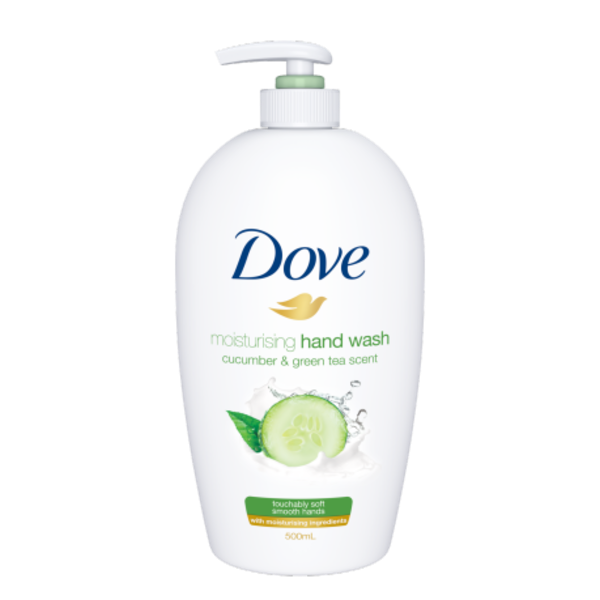 Dove
moisturising hand wash
cucumber & green tea scent
touchably soft
smooth hands
with moisturising ingredients
500mL